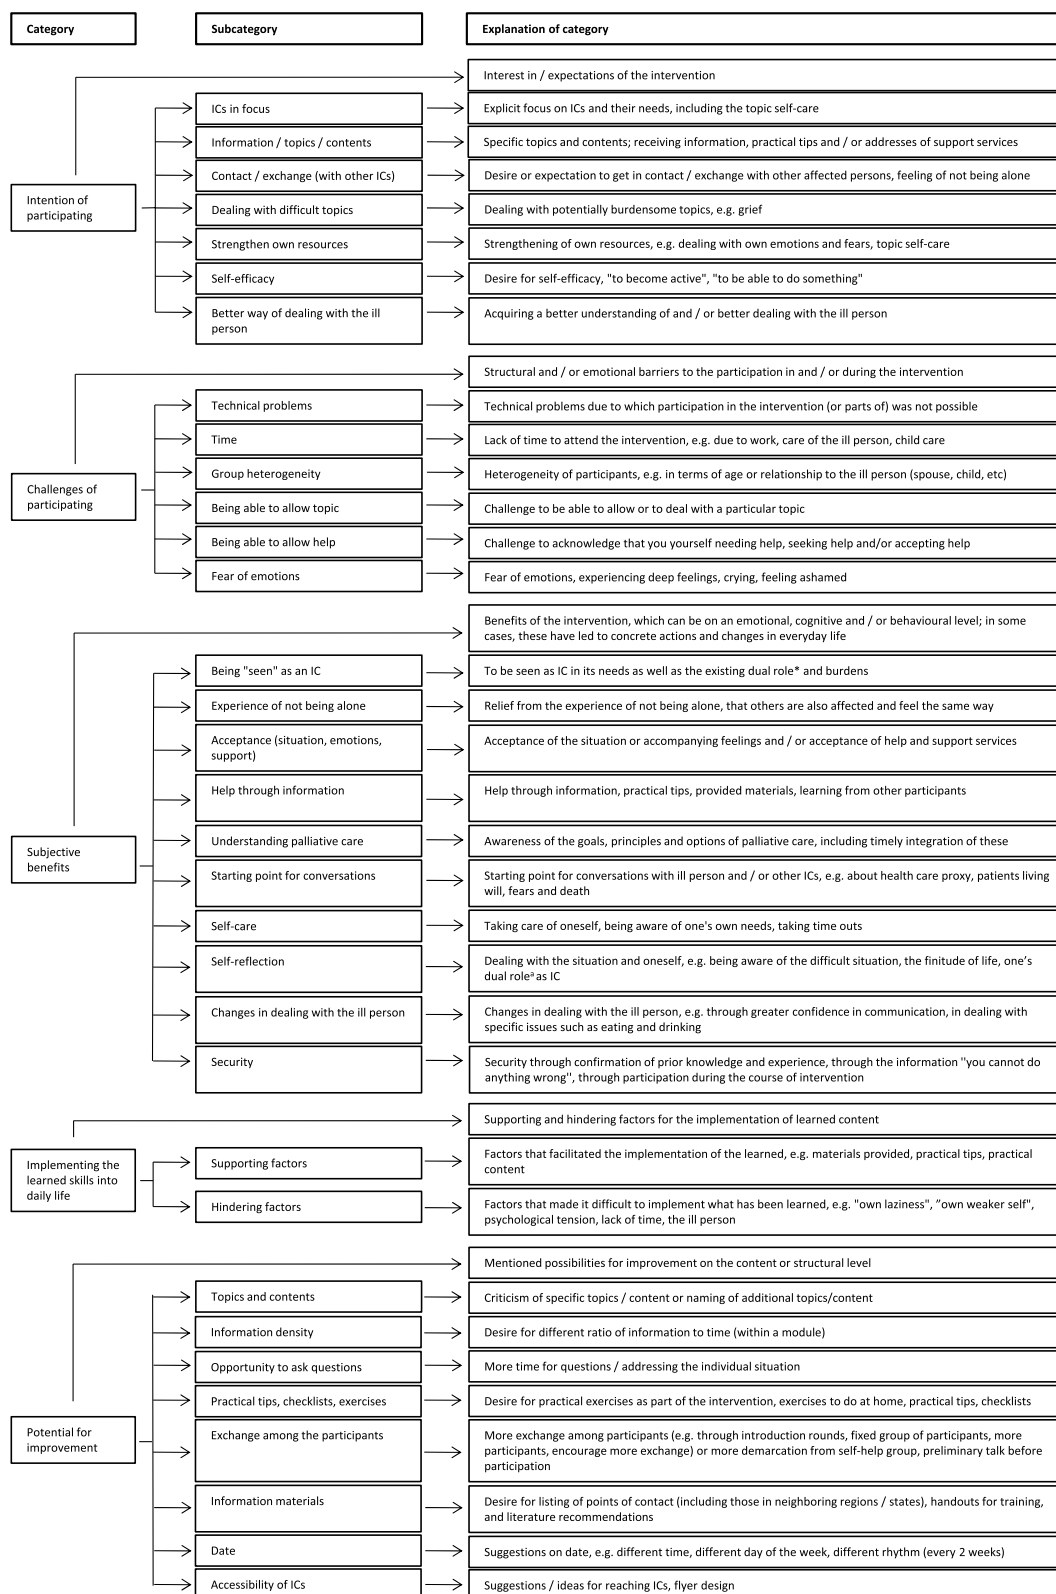 Category
Subcategory
Explanation of category
Interest in / expectations of the intervention
ICs in focus
Explicit focus on ICs and their needs, including the topic self-care
Information / topics / contents
Specific topics and contents; receiving information, practical tips and / or addresses of support services
Contact / exchange (with other ICs)
Desire or expectation to get in contact / exchange with other affected persons, feeling of not being alone
Intention of
participating
Dealing with difficult topics
Dealing with potentially burdensome topics, e.g. grief
Strengthen own resources
Strengthening of own resources, e.g. dealing with own emotions and fears, topic self-care
Self-efficacy
Desire for self-efficacy, "to become active", "to be able to do something"
Better way of dealing with the ill
person
Acquiring a better understanding of and / or better dealing with the ill person
Structural and / or emotional barriers to the participation in and / or during the intervention
Technical problems
Technical problems due to which participation in the intervention (or parts of) was not possible
Time
Lack of time to attend the intervention, e.g. due to work, care of the ill person, child care
Group heterogeneity
Heterogeneity of participants, e.g. in terms of age or relationship to the ill person (spouse, child, etc)
Challenges of
participating
Being able to allow topic
Challenge to be able to allow or to deal with a particular topic
Being able to allow help
Challenge to acknowledge that you yourself needing help, seeking help and/or accepting help
Fear of emotions
Fear of emotions, experiencing deep feelings, crying, feeling ashamed
Benefits of the intervention, which can be on an emotional, cognitive and / or behavioural level; in some
cases, these have led to concrete actions and changes in everyday life
Being "seen" as an IC
To be seen as IC in its needs as well as the existing dual role* and burdens
Experience of not being alone
Relief from the experience of not being alone, that others are also affected and feel the same way
Acceptance (situation, emotions,
support)
Acceptance of the situation or accompanying feelings and / or acceptance of help and support services
Help through information
Help through information, practical tips, provided materials, learning from other participants
Subjective
benefits
Understanding palliative care
Awareness of the goals, principles and options of palliative care, including timely integration of these
Starting point for conversations
Starting point for conversations with ill person and / or other ICs, e.g. about health care proxy, patients living
will, fears and death
Self-care
Taking care of oneself, being aware of one's own needs, taking time outs
Self-reflection
Dealing with the situation and oneself, e.g. being aware of the difficult situation, the finitude of life, one’s
dual roleª as IC
Changes in dealing with the ill person
Changes in dealing with the ill person, e.g. through greater confidence in communication, in dealing with
specific issues such as eating and drinking
Security
Security through confirmation of prior knowledge and experience, through the information "you cannot do
anything wrong", through participation during the course of intervention
Supporting and hindering factors for the implementation of learned content
Implementing the
learned skills into
daily life
Supporting factors
Factors that facilitated the implementation of the learned, e.g. materials provided, practical tips, practical
content
Hindering factors
Factors that made it difficult to implement what has been learned, e.g. "own laziness", ”own weaker self",
psychological tension, lack of time, the ill person
Mentioned possibilities for improvement on the content or structural level
Topics and contents
Criticism of specific topics / content or naming of additional topics/content
Information density
Desire for different ratio of information to time (within a module)
Opportunity to ask questions
More time for questions / addressing the individual situation
Practical tips, checklists, exercises
Desire for practical exercises as part of the intervention, exercises to do at home, practical tips, checklists
Potential for
improvement
Exchange among the participants
More exchange among participants (e.g. through introduction rounds, fixed group of participants, more
participants, encourage more exchange) or more demarcation from self-help group, preliminary talk before
participation
Information materials
Desire for listing of points of contact (including those in neighboring regions / states), handouts for training,
and literature recommendations
Date
Suggestions on date, e.g. different time, different day of the week, different rhythm (every 2 weeks)
Accessibility of ICs
Suggestions / ideas for reaching ICs, flyer design